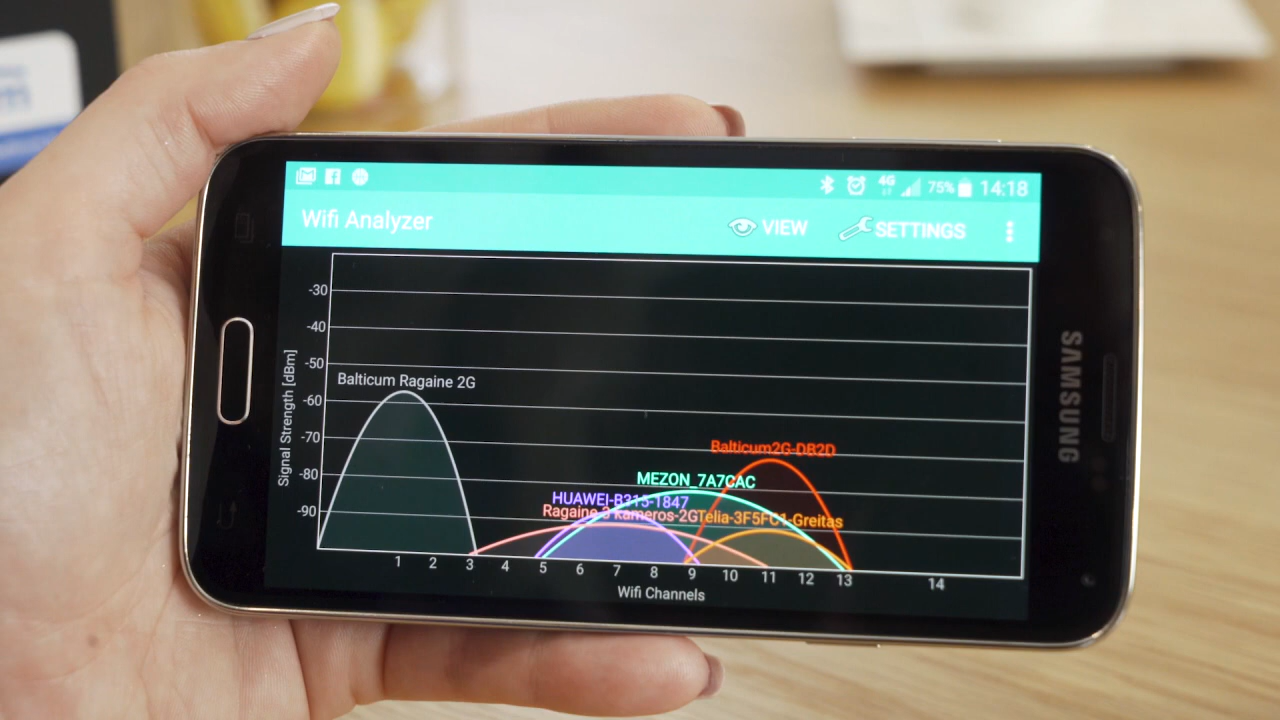 4G
75% 14:18
Wifi Analyzer VIEW SETTINGS
Signal Strength [dBm]
-30
-40
-50
-60
-70
-80
-90
Balticum Ragaine 2G
Balticum2G-DB2D
MEZON_7A7CAC
HUAWEI-B315-1847
Ragaine 3 kameros-2G
Telia-3F5FC1-Greitas
1 2 3 4 5 6 7 8 9 10 11 12 13 14
Wifi Channels
SAMSUNG